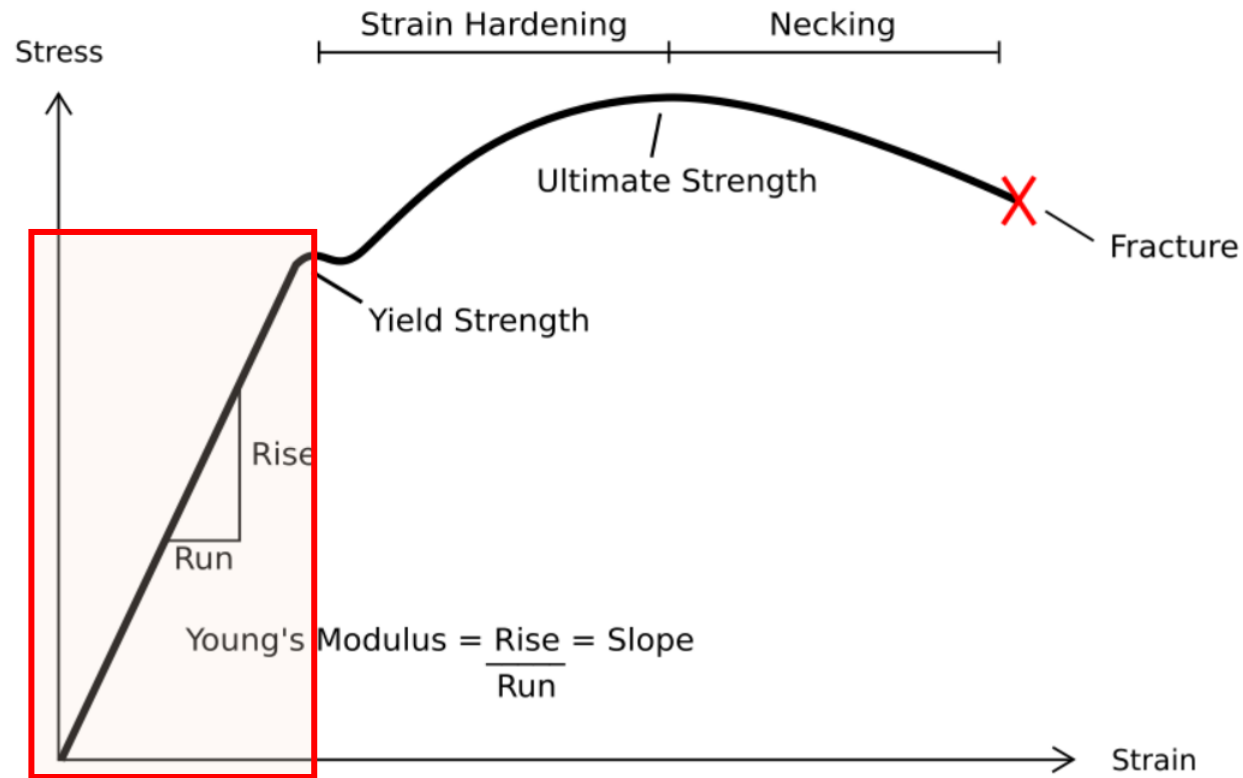 Strain Hardening
Necking
Stress
Ultimate Strength
Fracture
Yield Strength
Rise
Run
Young's Modulus = Rise = Slope
Run
Strain